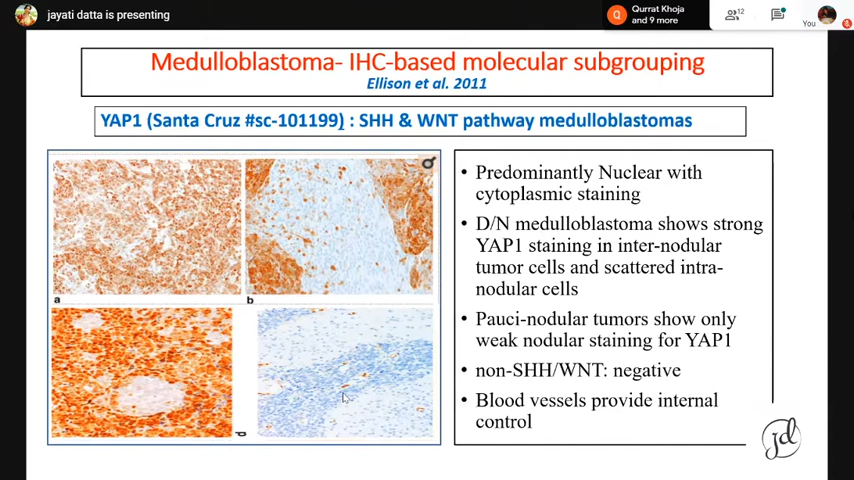 jayati datta is presenting
Qurrat Khoja
and 9 more
12
You
Medulloblastoma- IHC-based molecular subgrouping
Ellison et al. 2011
YAP1 (Santa Cruz #sc-101199) : SHH & WNT pathway medulloblastomas
a
b
d
• Predominantly Nuclear with
cytoplasmic staining
• D/N medulloblastoma shows strong
YAP1 staining in inter-nodular
tumor cells and scattered intra-
nodular cells
• Pauci-nodular tumors show only
weak nodular staining for YAP1
• non-SHH/WNT: negative
• Blood vessels provide internal
control
jd